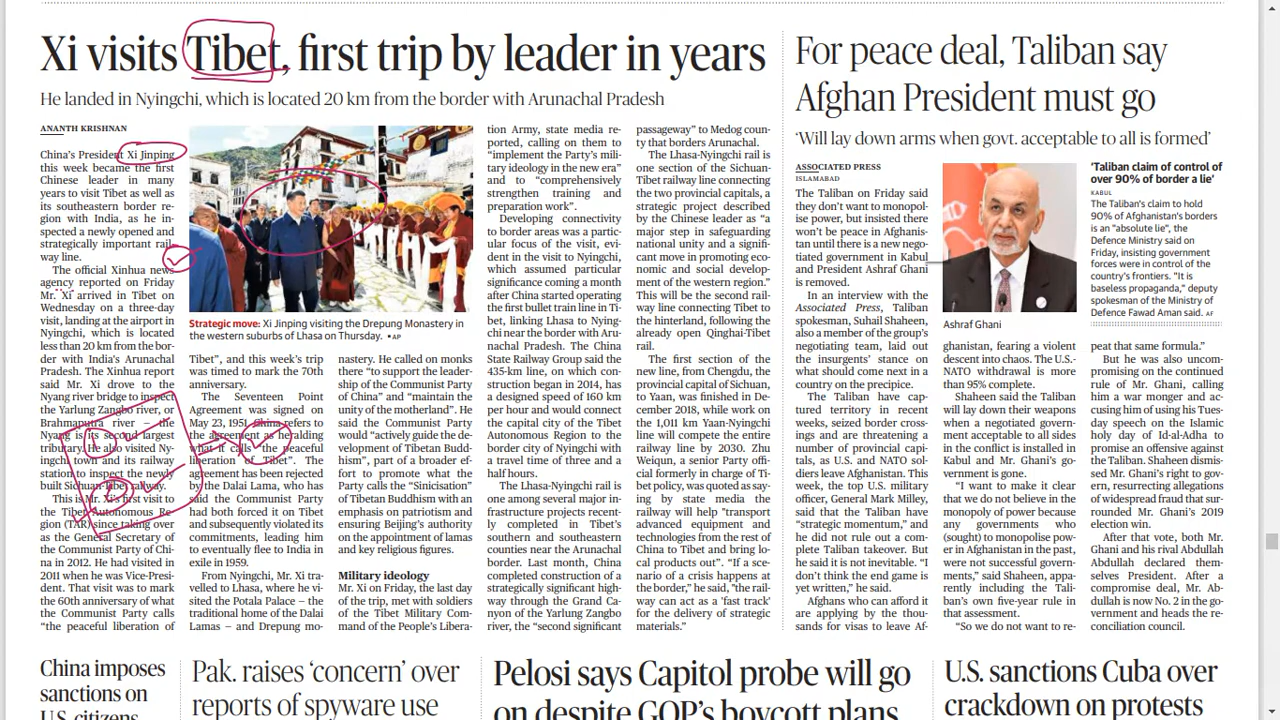 Xi visits Tibet, first trip by leader in years
He landed in Nyingchi, which is located 20 km from the border with Arunachal Pradesh
ANANTH KRISHNAN
China's President Xi Jinping
this week became the first
Chinese leader in many
years to visit Tibet as well as
its southeastern border re-
gion with India, as he in-
spected a newly opened and
strategically important rail-
way line.
The official Xinhua news
agency reported on Friday
Mr. Xi arrived in Tibet on
Wednesday on a three-day
visit, landing at the airport in
Nyingchi, which is located
less than 20 km from the bor-
der with India's Arunachal
Pradesh. The Xinhua report
said Mr. Xi drove to the
Nyang river bridge to inspect
the Yarlung Zangbo river, or
Brahmaputra river – the
Nyang is its second largest
tributary. He also visited Ny-
ingchi town and its railway
station to inspect the newly
built Sichuan-Tibet railway.
This is Mr. Xi's first visit to
the Tibet Autonomous Re-
gion (TAR) since taking over
as the General Secretary of
the Communist Party of Chi-
na in 2012. He had visited in
2011 when he was Vice-Presi-
dent. That visit was to mark
the 60th anniversary of what
the Communist Party calls
"the peaceful liberation of
Strategic move: Xi Jinping visiting the Drepung Monastery in
the western suburbs of Lhasa on Thursday. • AP
Tibet", and this week's trip
was timed to mark the 70th
anniversary.
The Seventeen Point
Agreement was signed on
May 23, 1951. China refers to
the agreement as heralding
what it calls "the peaceful
liberation of Tibet". The
agreement has been rejected
by the Dalai Lama, who has
said the Communist Party
had both forced it on Tibet
and subsequently violated its
commitments, leading him
to eventually flee to India in
exile in 1959.
From Nyingchi, Mr. Xi tra-
velled to Lhasa, where he vi-
sited the Potala Palace – the
traditional home of the Dalai
Lamas – and Drepung mo-
nastery. He called on monks
there "to support the leader-
ship of the Communist Party
of China" and "maintain the
unity of the motherland". He
said the Communist Party
would "actively guide the de-
velopment of Tibetan Budd-
hism", part of a broader ef-
fort to promote what the
Party calls the "Sinicisation"
of Tibetan Buddhism with an
emphasis on patriotism and
ensuring Beijing's authority
on the appointment of lamas
and key religious figures.
Military ideology
Mr. Xi on Friday, the last day
of the trip, met with soldiers
of the Tibet Military Com-
mand of the People's Libera-
tion Army, state media re-
ported, calling on them to
"implement the Party's mili-
tary ideology in the new era"
and to "comprehensively
strengthen training and
preparation work".
Developing connectivity
to border areas was a partic-
ular focus of the visit, evi-
dent in the visit to Nyingchi,
which assumed particular
significance coming a month
after China started operating
the first bullet train line in Ti-
bet, linking Lhasa to Nying-
chi near the border with Aru-
nachal Pradesh. The China
State Railway Group said the
435-km line, on which con-
struction began in 2014, has
a designed speed of 160 km
per hour and would connect
the capital city of the Tibet
Autonomous Region to the
border city of Nyingchi with
a travel time of three and a
half hours.
The Lhasa-Nyingchi rail is
one among several major in-
frastructure projects recent-
ly completed in Tibet's
southern and southeastern
counties near the Arunachal
border. Last month, China
completed construction of a
strategically significant high-
way through the Grand Ca-
nyon of the Yarlung Zangbo
river, the "second significant
passageway" to Medog coun-
ty that borders Arunachal.
The Lhasa-Nyingchi rail is
one section of the Sichuan-
Tibet railway line connecting
the two provincial capitals, a
strategic project described
by the Chinese leader as "a
major step in safeguarding
national unity and a signifi-
cant move in promoting eco-
nomic and social develop-
ment of the western region."
This will be the second rail-
way line connecting Tibet to
the hinterland, following the
already open Qinghai-Tibet
rail.
The first section of the
new line, from Chengdu, the
provincial capital of Sichuan,
to Yaan, was finished in De-
cember 2018, while work on
the 1,011 km Yaan-Nyingchi
line will compete the entire
railway line by 2030. Zhu
Weiqun, a senior Party offi-
cial formerly in charge of Ti-
bet policy, was quoted as say-
ing by state media the
railway will help "transport
advanced equipment and
technologies from the rest of
China to Tibet and bring lo-
cal products out". "If a sce-
nario of a crisis happens at
the border," he said, "the rail-
way can act as a 'fast track'
for the delivery of strategic
materials."
For peace deal, Taliban say
Afghan President must go
'Will lay down arms when govt. acceptable to all is formed'
ASSOCIATED PRESS
ISLAMABAD
The Taliban on Friday said
they don't want to monopol-
ise power, but insisted there
won't be peace in Afghanis-
tan until there is a new nego-
tiated government in Kabul
and President Ashraf Ghani
is removed.
In an interview with the
Associated Press, Taliban
spokesman, Suhail Shaheen,
also a member of the group's
negotiating team, laid out
the insurgents' stance on
what should come next in a
country on the precipice.
The Taliban have cap-
tured territory in recent
weeks, seized border cross-
ings and are threatening a
number of provincial capi-
tals, as U.S. and NATO sol-
diers leave Afghanistan. This
week, the top U.S. military
officer, General Mark Milley,
said that the Taliban have
"strategic momentum," and
he did not rule out a com-
plete Taliban takeover. But
he said it is not inevitable. "I
don't think the end game is
yet written," he said.
Afghans who can afford it
are applying by the thou-
sands for visas to leave Af-
Ashraf Ghani
ghanistan, fearing a violent
descent into chaos. The U.S.-
NATO withdrawal is more
than 95% complete.
Shaheen said the Taliban
will lay down their weapons
when a negotiated govern-
ment acceptable to all sides
in the conflict is installed in
Kabul and Mr. Ghani's go-
vernment is gone.
"I want to make it clear
that we do not believe in the
monopoly of power because
any governments who
(sought) to monopolise pow-
er in Afghanistan in the past,
were not successful govern-
ments," said Shaheen, appa-
rently including the Tali-
ban's own five-year rule in
that assessment.
"So we do not want to re-
'Taliban claim of control of
over 90% of border a lie'
KABUL
The Taliban's claim to hold
90% of Afghanistan's borders
is an "absolute lie", the
Defence Ministry said on
Friday, insisting government
forces were in control of the
country's frontiers. "It is
baseless propaganda," deputy
spokesman of the Ministry of
Defence Fawad Aman said. AF
peat that same formula."
But he was also uncom-
promising on the continued
rule of Mr. Ghani, calling
him a war monger and ac-
cusing him of using his Tues-
day speech on the Islamic
holy day of Id-al-Adha to
promise an offensive against
the Taliban. Shaheen dismis-
sed Mr. Ghani's right to gov-
ern, resurrecting allegations
of widespread fraud that sur-
rounded Mr. Ghani's 2019
election win.
After that vote, both Mr.
Ghani and his rival Abdullah
Abdullah declared them-
selves President. After a
compromise deal, Mr. Ab-
dullah is now No. 2 in the go-
vernment and heads the re-
conciliation council.
China imposes
sanctions on
U.S. citizens
Pak. raises 'concern' over
reports of spyware use
Pelosi says Capitol probe will go
on despite GOP's boycott plans
U.S. sanctions Cuba over
crackdown on protests